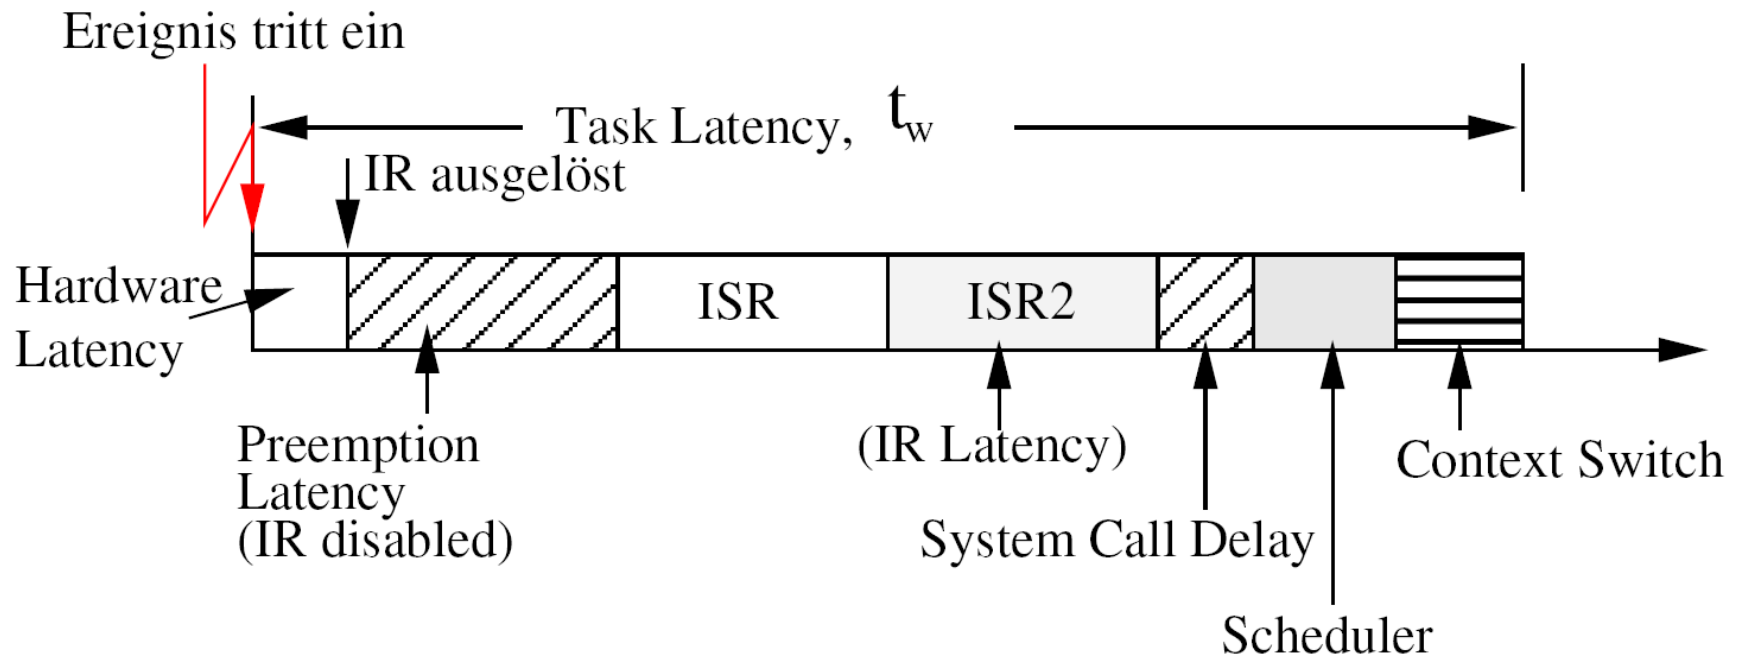 Ereignis tritt ein
Task Latency, tw
IR ausgelöst
Hardware
Latency
ISR
ISR2
Preemption
Latency
(IR disabled)
(IR Latency)
Context Switch
System Call Delay
Scheduler